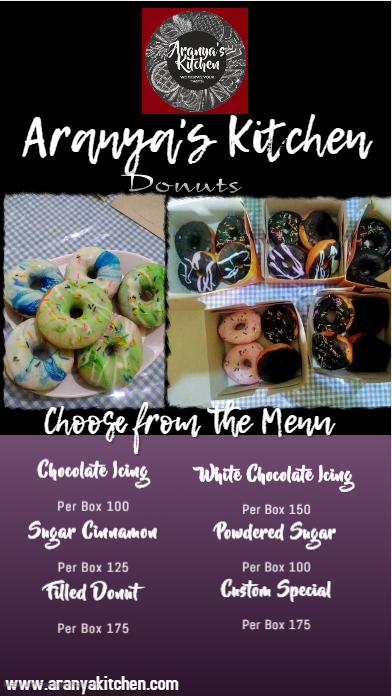 Aranya's
Kitchen
WE SERVE YOUR
TASTE
Aranya's Kitchen
Donuts
Choose from The Menu
Chocolate Icing
Per Box 100
White Chocolate Icing
Per Box 150
Sugar Cinnamon
Per Box 125
Powdered Sugar
Per Box 100
Filled Donut
Per Box 175
Custom Special
Per Box 175
www.aranyakitchen.com